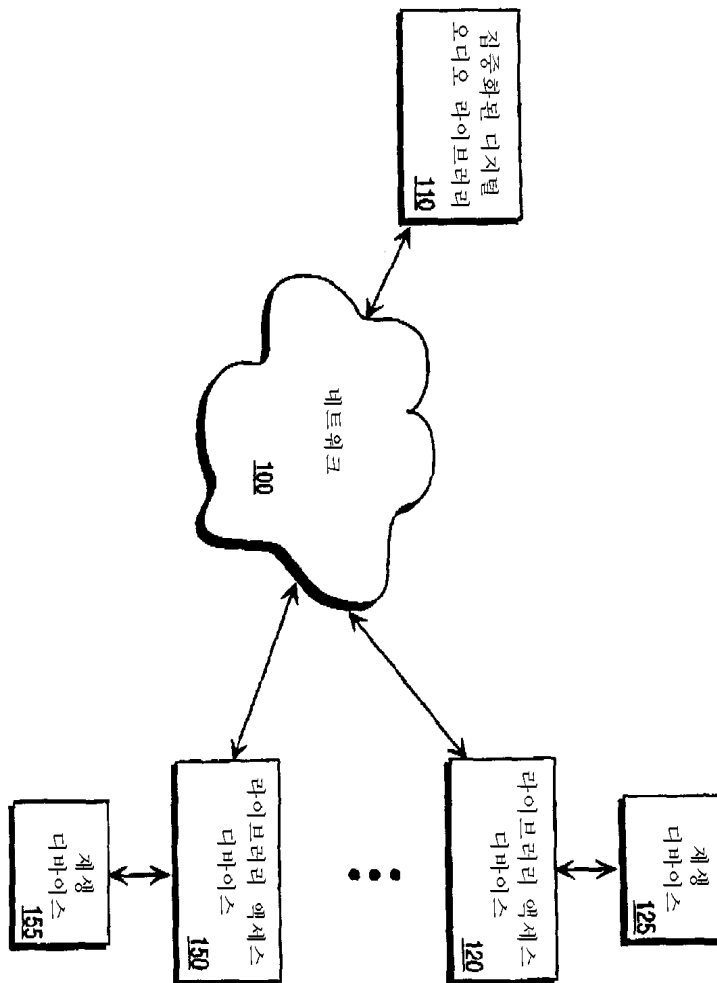 집중화된 디지털
오디오 라이브러리
110
네트워크
100
재생
디바이스
125
라이브러리 액세스
디바이스
120
라이브러리 액세스
디바이스
150
재생
디바이스
155